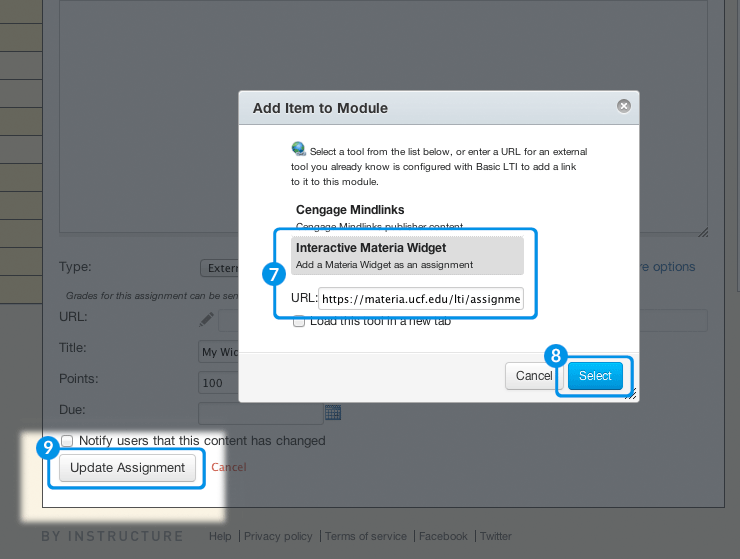 Add Item to Module
Select a tool from the list below, or enter a URL for an external
tool you already know is configured with Basic LTI to add a link
to it to this module.
Cengage Mindlinks
Cengage Mindlinks publisher content
Interactive Materia Widget
Add a Materia Widget as an assignment
7
URL: https://materia.ucf.edu/lti/assignme
Load this tool in a new tab
8
Cancel Select
Type: Extern re options
Grades for this assignment can be sen
URL:
Title: My Wid
Points: 100
Due:
Notify users that this content has changed
9
Update Assignment Cancel
BY INSTRUCTURE Help | Privacy policy | Terms of service | Facebook | Twitter